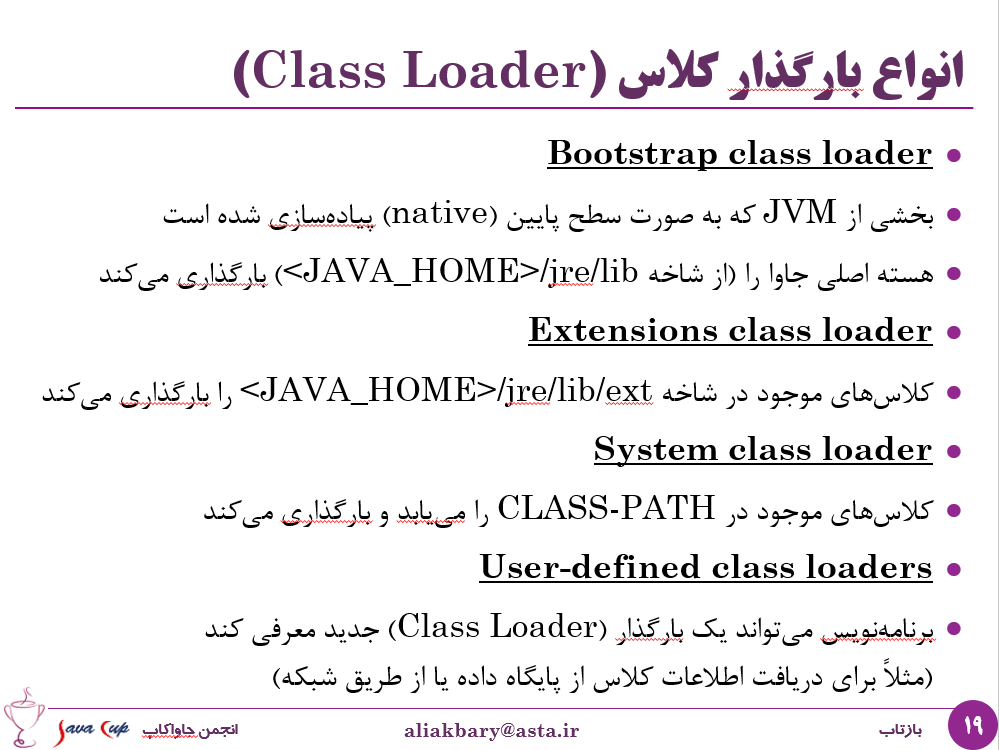 انواع بارگذار کلاس (Class Loader)
Bootstrap class loader
بخشی از JVM که به صورت سطح پایین (native) پیاده‌سازی شده است
هسته اصلی جاوا را (از شاخه <JAVA_HOME>/jre/lib) بارگذاری می‌کند
Extensions class loader
کلاس‌های موجود در شاخه <JAVA_HOME>/jre/lib/ext را بارگذاری می‌کند
System class loader
کلاس‌های موجود در CLASS-PATH را می‌یابد و بارگذاری می‌کند
User-defined class loaders
برنامه‌نویس می‌تواند یک بارگذار (Class Loader) جدید معرفی کند
(مثلاً برای دریافت اطلاعات کلاس از پایگاه داده یا از طریق شبکه)
۱۹
بازتاب
aliakbary@asta.ir
انجمن جاواکاپ
Java Cup